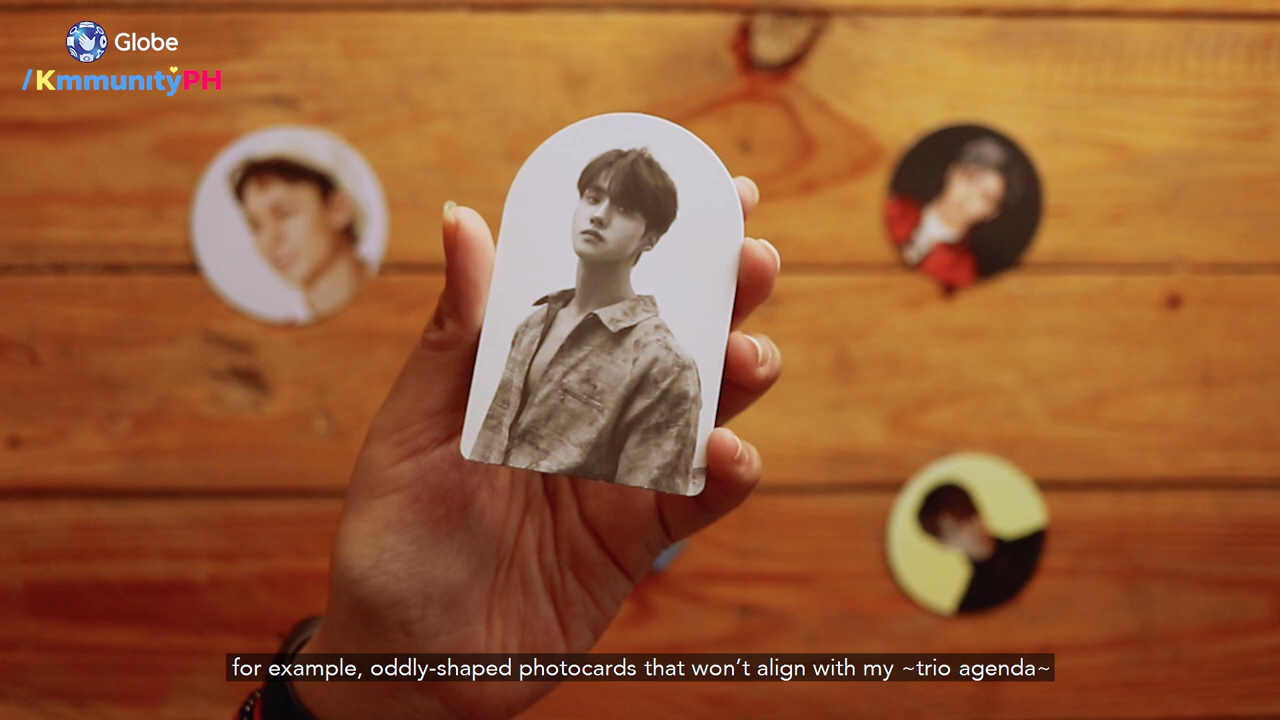 Globe
/KmmunityPH
for example, oddly-shaped photocards that won't align with my ~trio agenda~